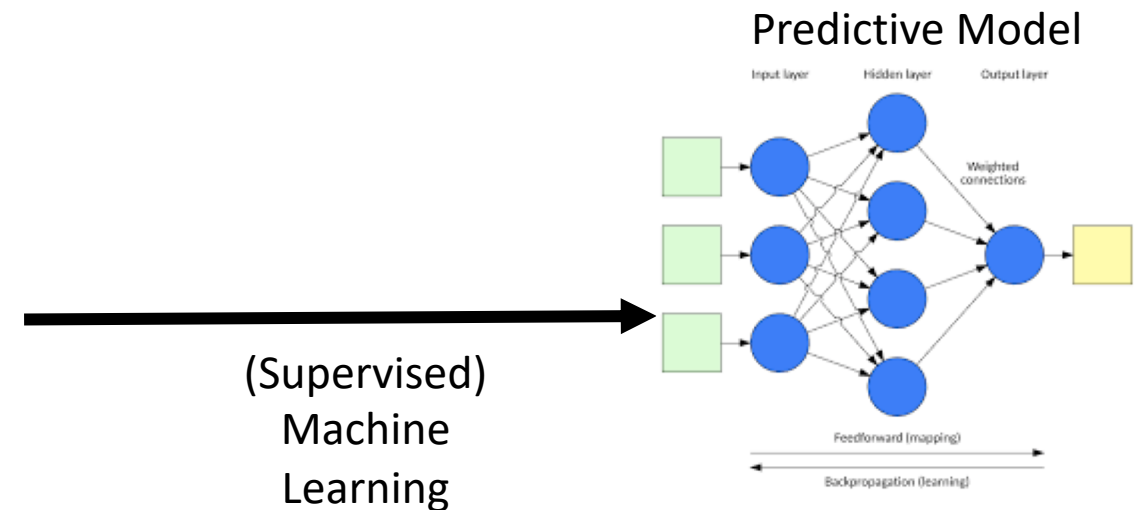 Predictive Model
Input layer Hidden layer Output layer
Weighted
connections
(Supervised)
Machine
Learning
Feedforward (mapping)
Backpropagation (learning)